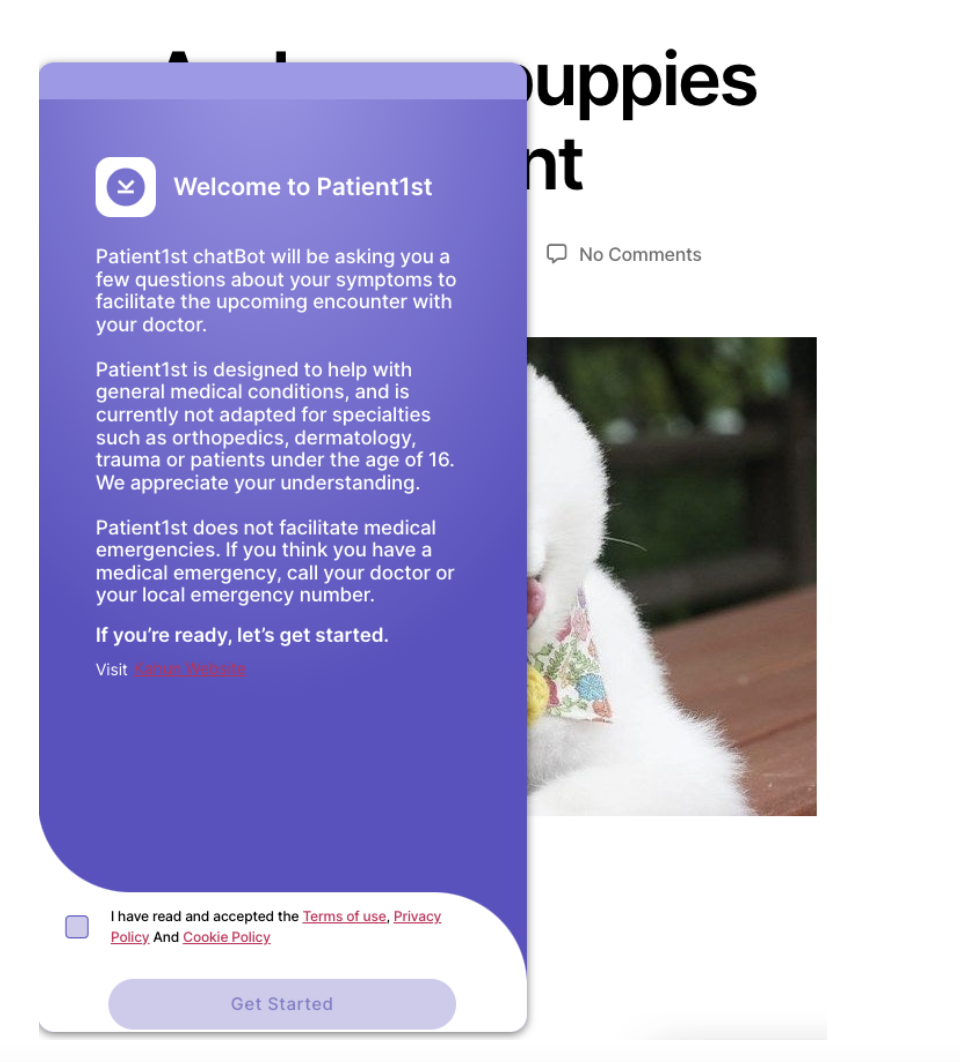 puppies
nt
No Comments
Welcome to Patient1st
Patient1st chatBot will be asking you a
few questions about your symptoms to
facilitate the upcoming encounter with
your doctor.
Patient1st is designed to help with
general medical conditions, and is
currently not adapted for specialties
such as orthopedics, dermatology,
trauma or patients under the age of 16.
We appreciate your understanding.
Patient1st does not facilitate medical
emergencies. If you think you have a
medical emergency, call your doctor or
your local emergency number.
If you’re ready, let’s get started.
Visit Kahun Website
I have read and accepted the Terms of use, Privacy
Policy And Cookie Policy
Get Started